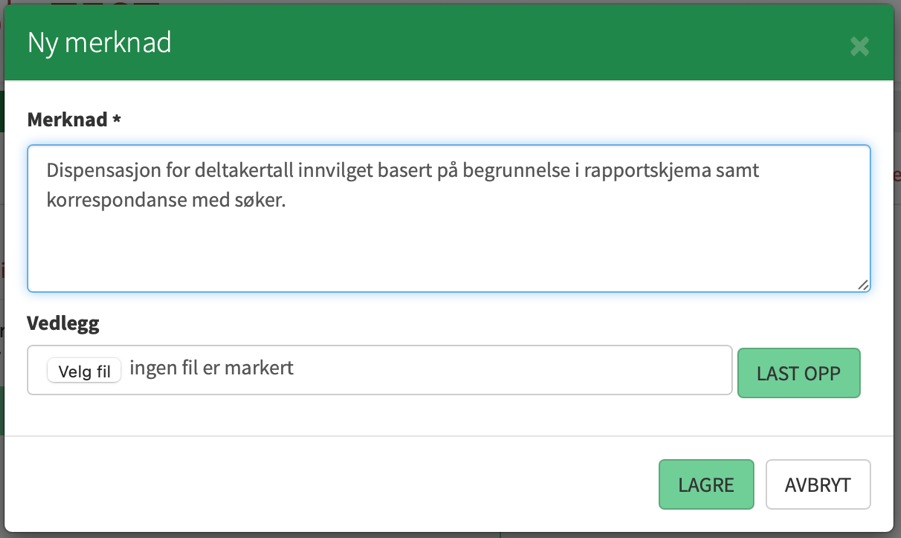 Ny merknad
Merknad *
Dispensasjon for deltakertall innvilget basert på begrunnelse i rapportskjema samt
korrespondanse med søker.
Vedlegg
Velg fil ingen fil er markert
LAST OPP
LAGRE
AVBRYT